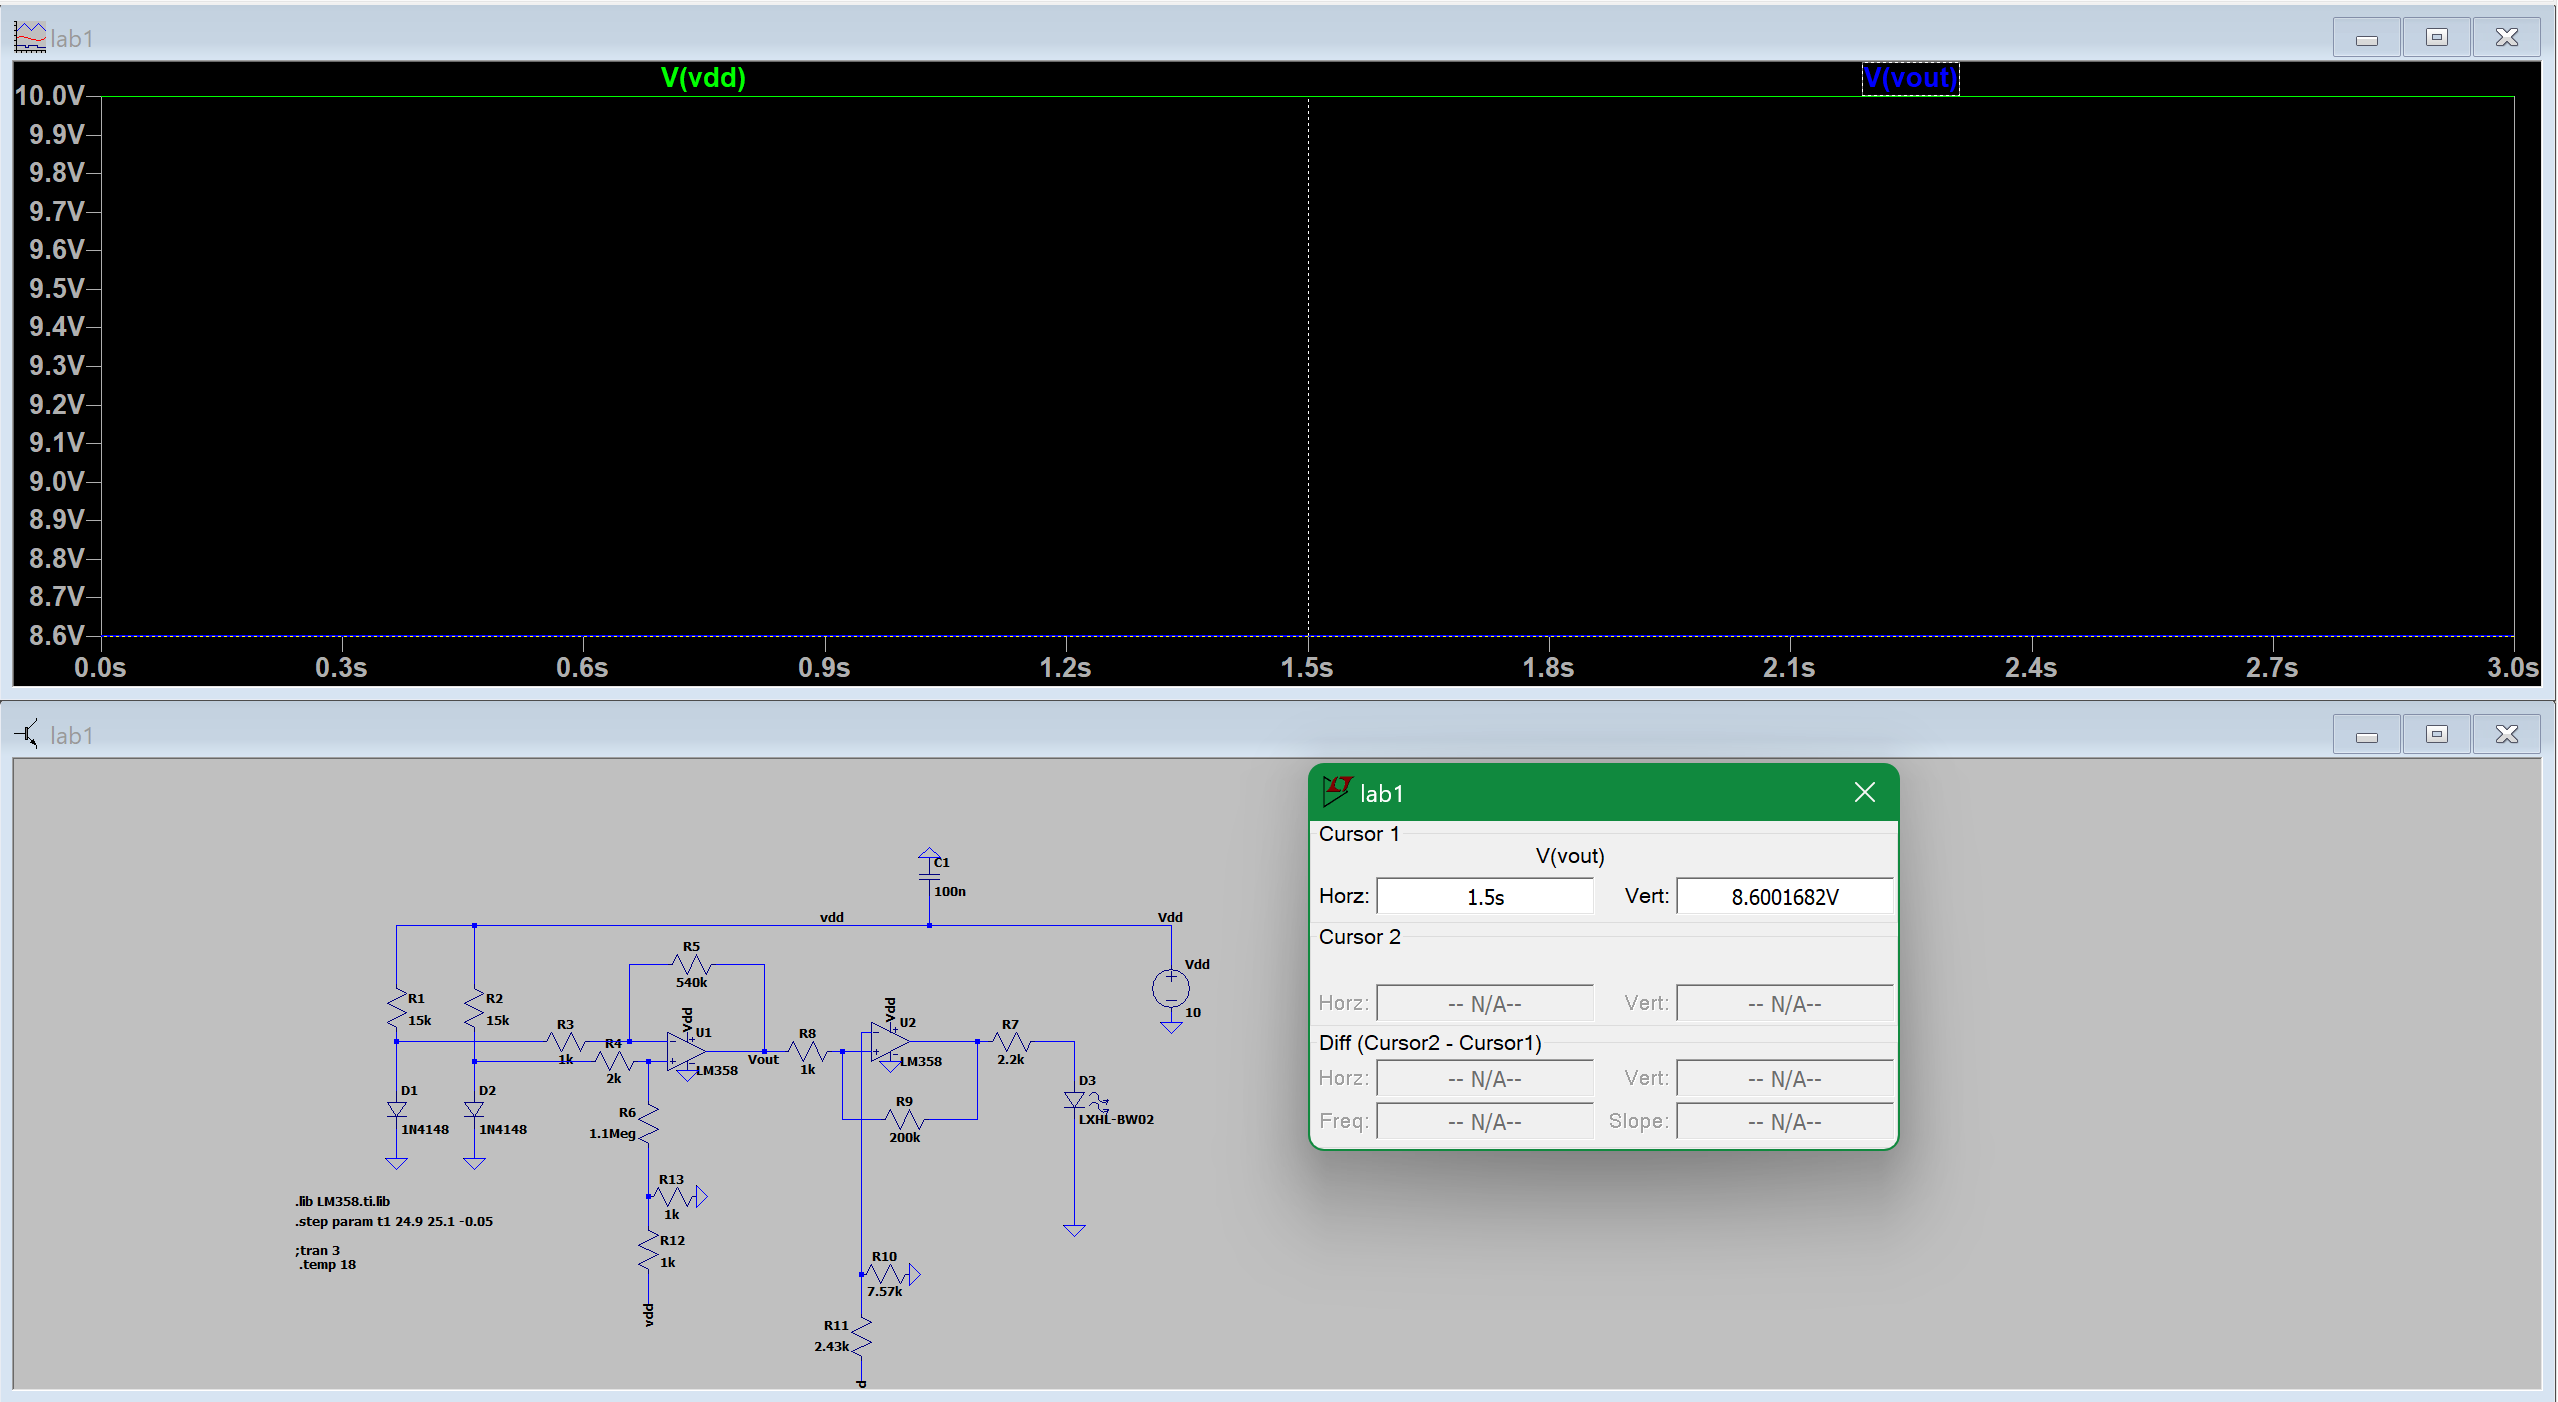 lab1
V(vdd) V(vout)
10.0V
9.9V
9.8V
9.7V
9.6V
9.5V
9.4V
9.3V
9.2V
9.1V
9.0V
8.9V
8.8V
8.7V
8.6V
0.0s 0.3s 0.6s 0.9s 1.2s 1.5s 1.8s 2.1s 2.4s 2.7s 3.0s
lab1
C1
100n
vdd Vdd
Vdd
10
R1
15k
R2
15k
R3
1k
R4
2k
R5
540k
Vdd
U1
LM358
Vout
R8
1k
Vdd
U2
LM358
R7
2.2k
R9
200k
D1
1N4148
D2
1N4148
D3
LXHL-BW02
R6
1.1Meg
R13
1k
R12
1k
vdd
R10
7.57k
R11
2.43k
.lib LM358.ti.lib
.step param t1 24.9 25.1 -0.05
;tran 3
.temp 18
LT lab1
Cursor 1
V(vout)
Horz: 1.5s Vert: 8.6001682V
Cursor 2
Horz: -- N/A-- Vert: -- N/A--
Diff (Cursor2 - Cursor1)
Horz: -- N/A-- Vert: -- N/A--
Freq: -- N/A-- Slope: -- N/A--